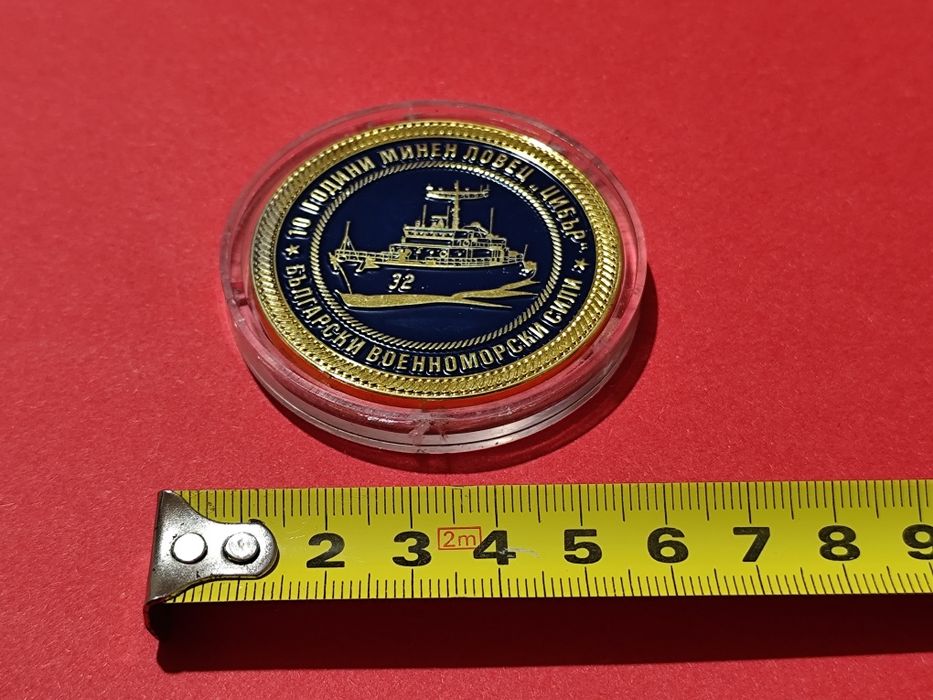 10 ГОДИНИ МИНЕН ЛОВЕЦ „ЦИБЪР“
32
★ БЪЛГАРСКИ ВОЕННОМОРСКИ СИЛИ ★
2 3 2m 4 5 6 7 8 9